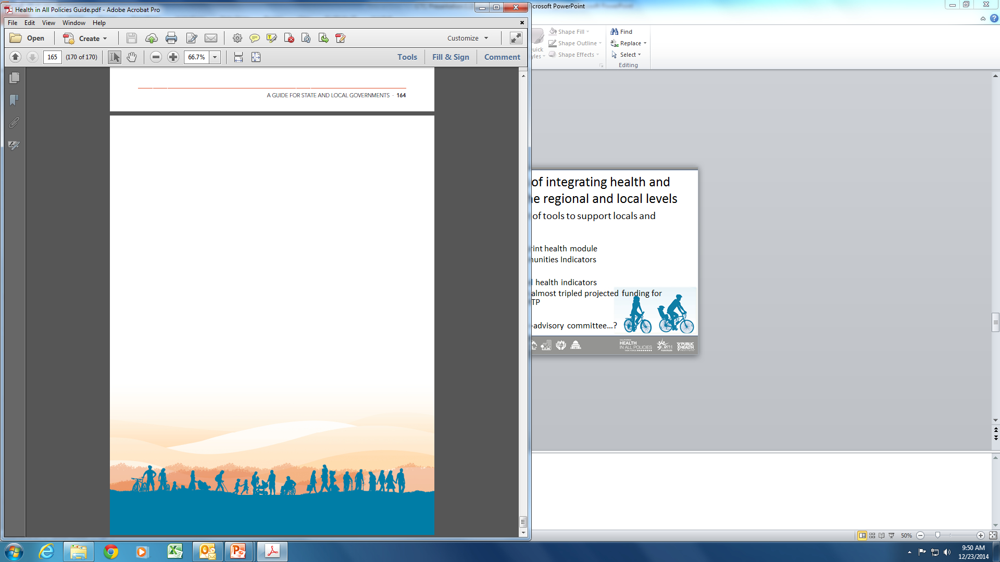 Health in All Policies Guide.pdf - Adobe Acrobat Pro
File Edit View Window Help
Open Create Customize
165 (170 of 170) 66.7% Tools Fill & Sign Comment
A GUIDE FOR STATE AND LOCAL GOVERNMENTS · 164
icrosoft PowerPoint
uick
yles
Shape Fill
Shape Outline
Shape Effects
Find
Replace
Select
Editing
of integrating health and
e regional and local levels
of tools to support locals and
rint health module
nunities Indicators
l health indicators
almost tripled projected funding for
TP
-advisory committee...?
HEALTH
IN ALL POLICIES
TASK FORCE
CDPH
PUBLIC
HEALTH
INSTITUTE
50%
9:50 AM
12/23/2014